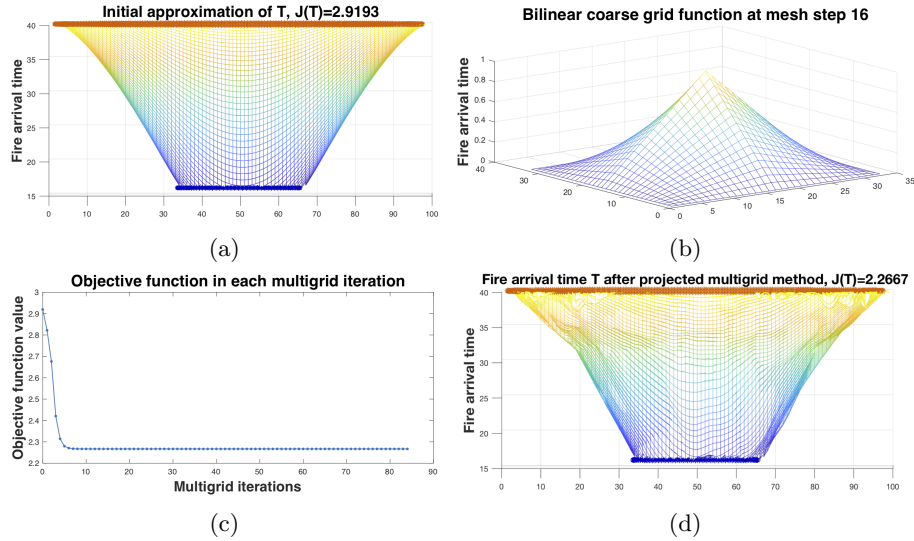 Initial approximation of T, J(T)=2.9193
Fire arrival time
40
35
30
25
20
15
0 10 20 30 40 50 60 70 80 90 100
(a)
Bilinear coarse grid function at mesh step 16
Fire arrival time
1
0.8
0.6
0.4
0.2
0
40
30
20
10
0
0 5 10 15 20 25 30 35
(b)
Objective function in each multigrid iteration
Objective function value
3
2.9
2.8
2.7
2.6
2.5
2.4
2.3
2.2
0 10 20 30 40 50 60 70 80 90
Multigrid iterations
(c)
Fire arrival time T after projected multigrid method, J(T)=2.2667
Fire arrival time
40
35
30
25
20
15
0 10 20 30 40 50 60 70 80 90 100
(d)